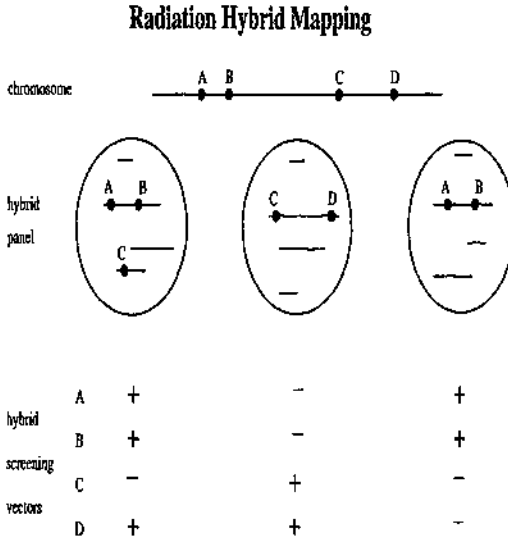 Radiation Hybrid Mapping
A B C D
chromosome
A B
C D
A B
hybrid
panel
C
A + - +
hybrid
B + - +
screening
C - + -
vectors
D + + -